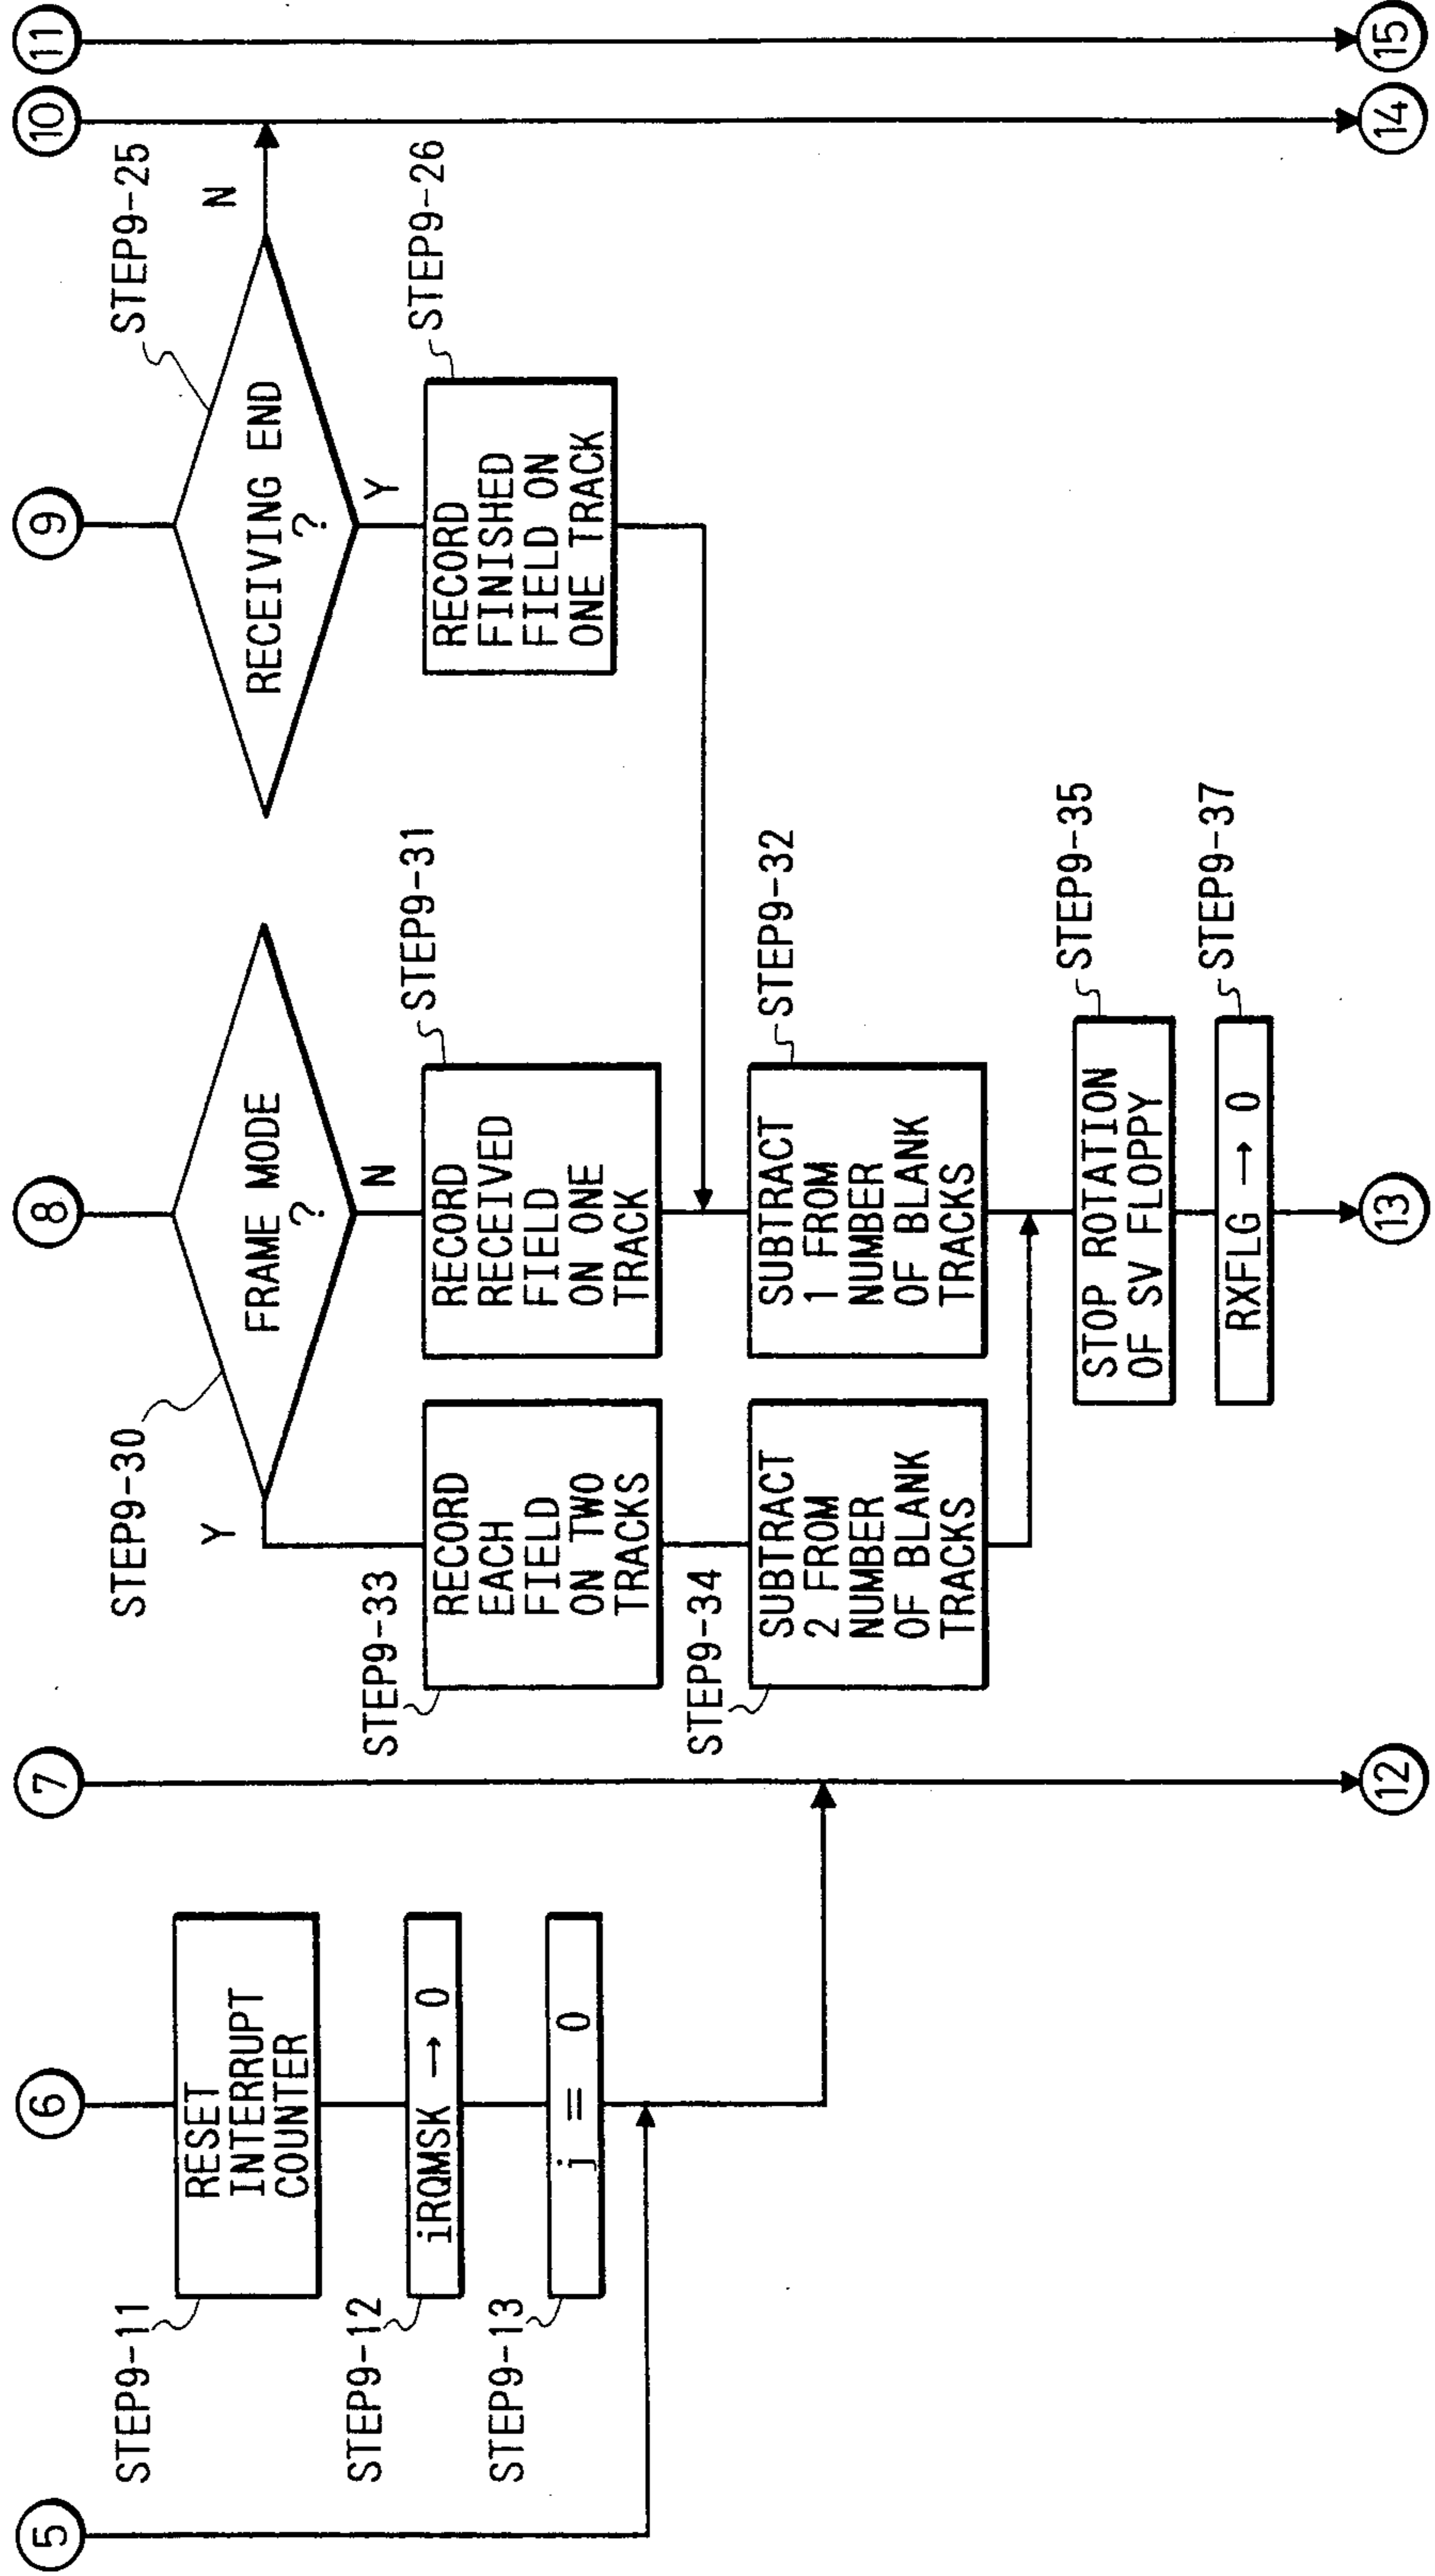 5
6
7
8
9
10
11
STEP9-11
RESET
INTERRUPT
COUNTER
STEP9-12
iRQMSK → 0
STEP9-13
j = 0
STEP9-30
FRAME MODE
?
Y
N
STEP9-33
RECORD
EACH
FIELD
ON TWO
TRACKS
RECORD
RECEIVED
FIELD
ON ONE
TRACK
STEP9-31
STEP9-34
SUBTRACT
2 FROM
NUMBER
OF BLANK
TRACKS
SUBTRACT
1 FROM
NUMBER
OF BLANK
TRACKS
STEP9-32
STOP ROTATION
OF SV FLOPPY
STEP9-35
RXFLG → 0
STEP9-37
RECEIVING END
?
STEP9-25
N
Y
RECORD
FINISHED
FIELD ON
ONE TRACK
STEP9-26
12
13
14
15